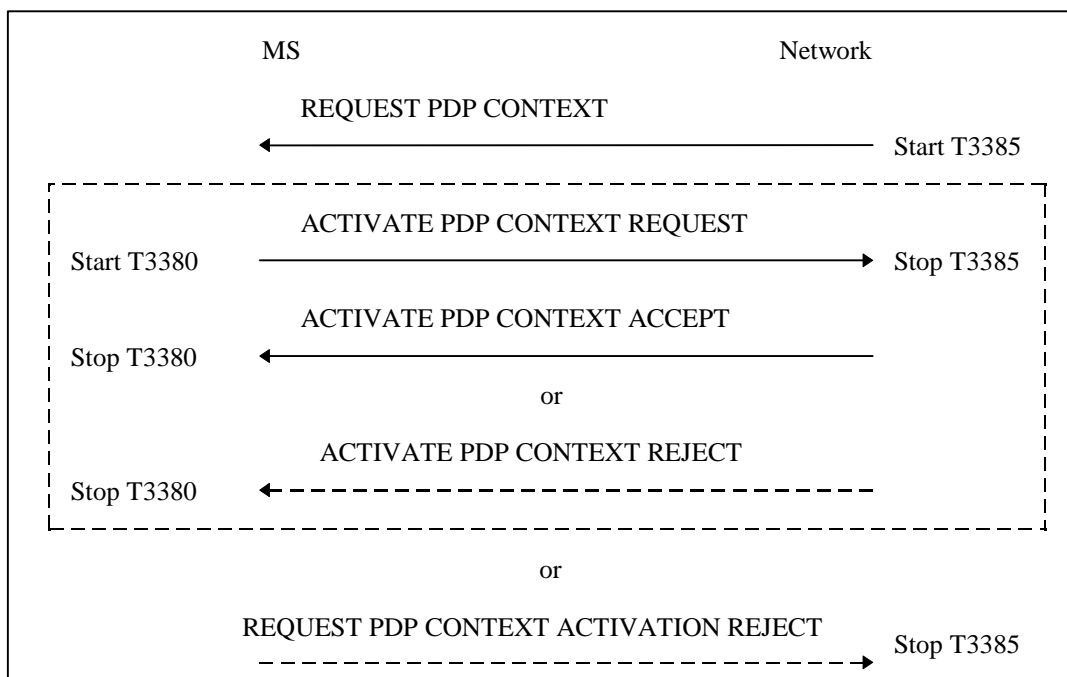 MS Network
REQUEST PDP CONTEXT
Start T3385
ACTIVATE PDP CONTEXT REQUEST
Start T3380 Stop T3385
ACTIVATE PDP CONTEXT ACCEPT
Stop T3380
or
ACTIVATE PDP CONTEXT REJECT
Stop T3380
or
REQUEST PDP CONTEXT ACTIVATION REJECT
Stop T3385